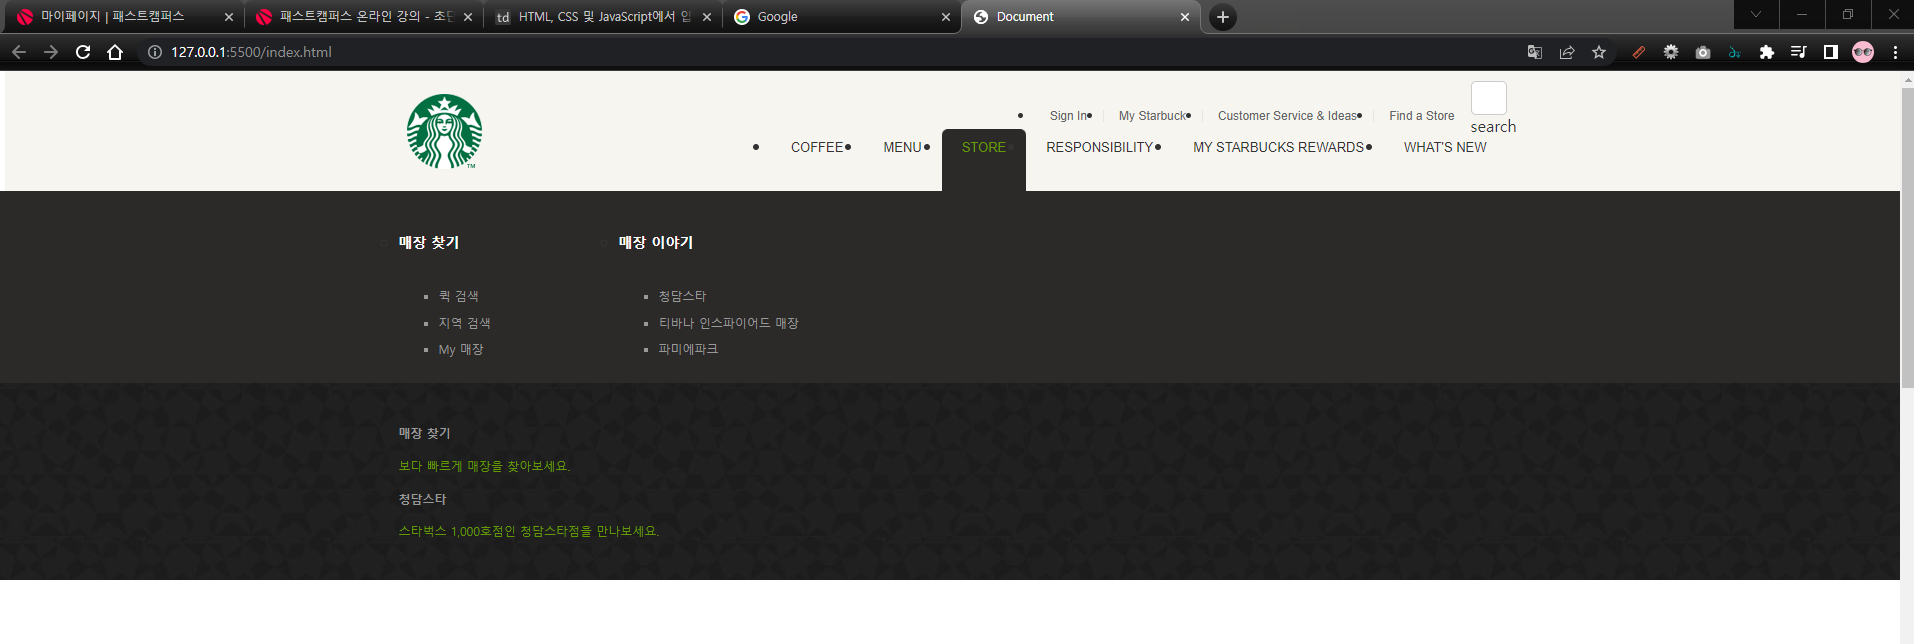 마이페이지 | 패스트캠퍼스
패스트캠퍼스 온라인 강의 - 초
td HTML, CSS 및 JavaScript에서 입
Google
Document
127.0.0.1:5500/index.html
Sign In
My Starbuck
Customer Service & Ideas
Find a Store
search
COFFEE
MENU
STORE
RESPONSIBILITY
MY STARBUCKS REWARDS
WHAT'S NEW
매장 찾기
매장 이야기
퀵 검색
청담스타
지역 검색
티바나 인스파이어드 매장
My 매장
파미에파크
매장 찾기
보다 빠르게 매장을 찾아보세요.
청담스타
스타벅스 1,000호점인 청담스타점을 만나보세요.